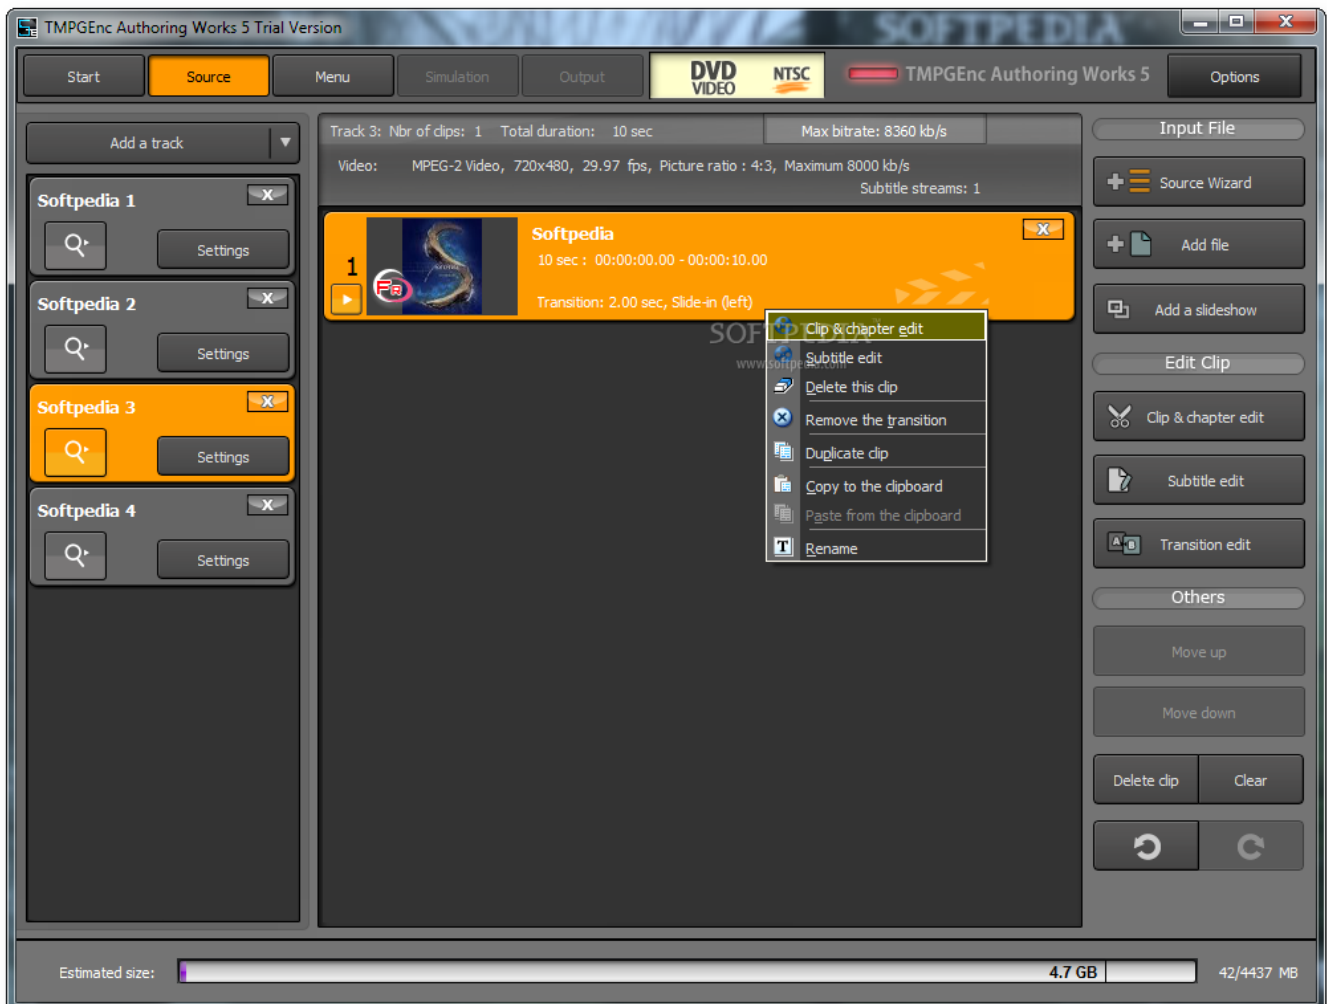 TMPGEnc Authoring Works 5 Trial Version
SOFTPEDIA
Start
Source
Menu
Simulation
Output
DVD VIDEO
NTSC
TMPGEnc Authoring Works 5
Options
Add a track
Softpedia 1
X
Settings
Softpedia 2
X
Settings
Softpedia 3
X
Settings
Softpedia 4
X
Settings
Track 3: Nbr of clips: 1 Total duration: 10 sec
Max bitrate: 8360 kb/s
Video: MPEG-2 Video, 720x480, 29.97 fps, Picture ratio : 4:3, Maximum 8000 kb/s
Subtitle streams: 1
1
Softpedia
X
10 sec : 00:00:00.00 - 00:00:10.00
Transition: 2.00 sec, Slide-in (left)
SOFTPEDIA
www.softpedia.com
Clip & chapter edit
Subtitle edit
Delete this clip
Remove the transition
Duplicate clip
Copy to the clipboard
Paste from the clipboard
Rename
Input File
Source Wizard
Add file
Add a slideshow
Edit Clip
Clip & chapter edit
Subtitle edit
Transition edit
Others
Move up
Move down
Delete clip
Clear
Estimated size:
4.7 GB
42/4437 MB